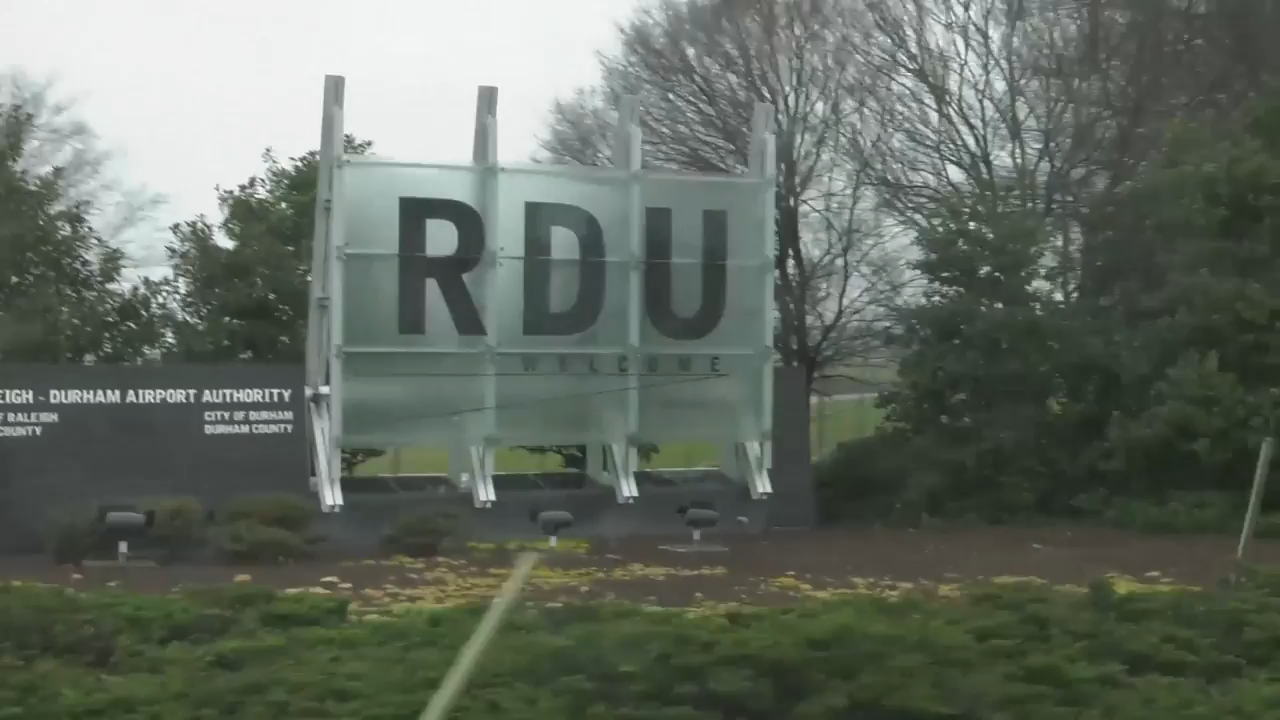 RDU
WELCOME
EIGH - DURHAM AIRPORT AUTHORITY
F RALEIGH CITY OF DURHAM
COUNTY DURHAM COUNTY